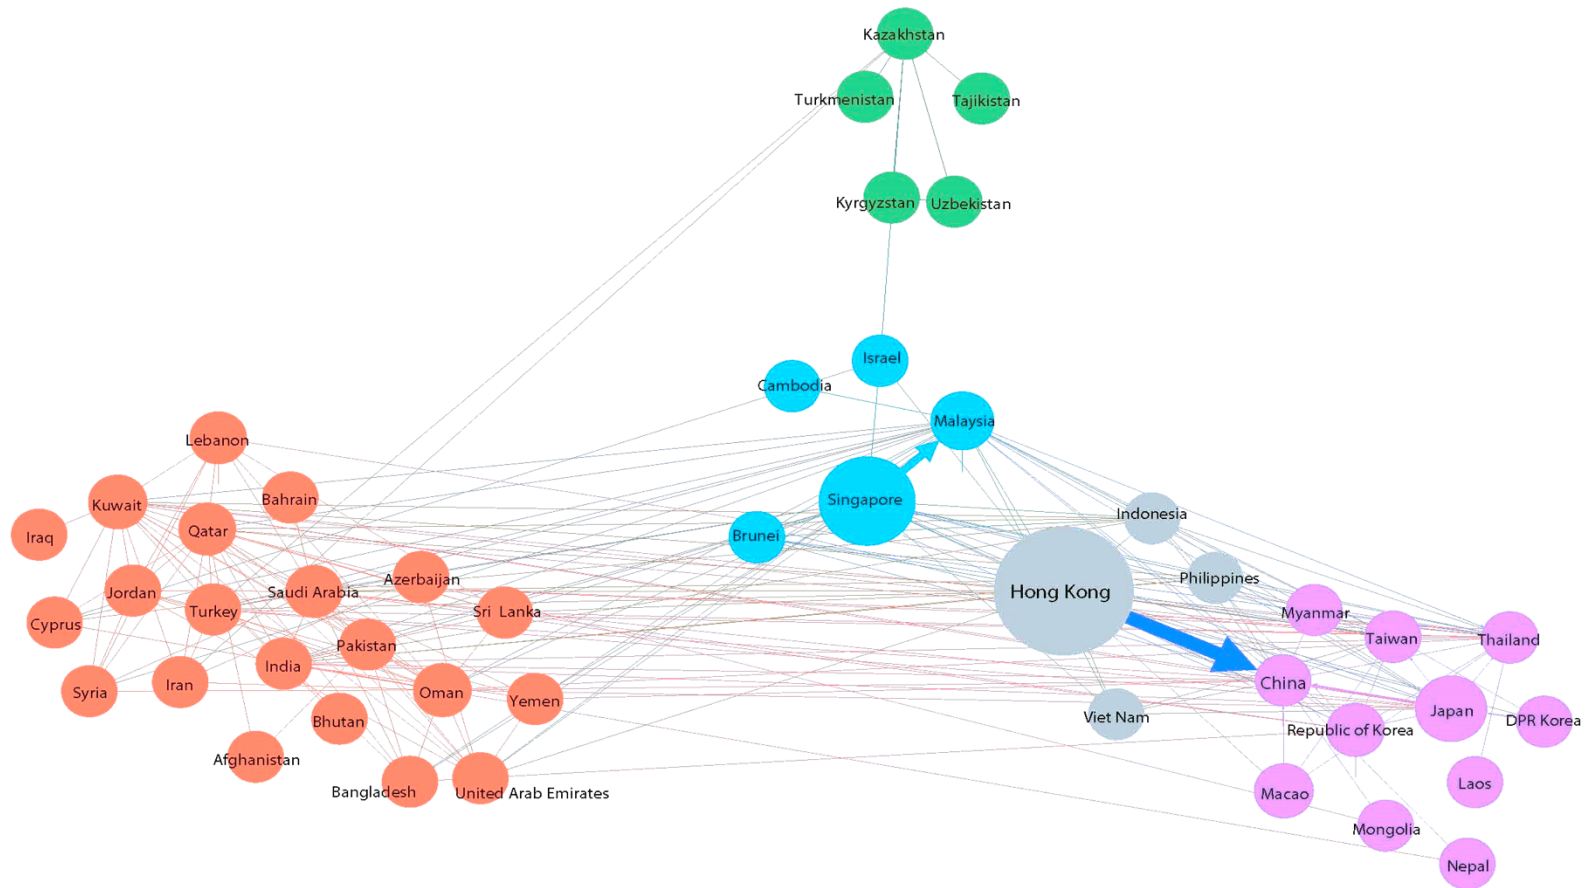 Kazakhstan
Turkmenistan
Tajikistan
Kyrgyzstan
Uzbekistan
Israel
Cambodia
Malaysia
Singapore
Brunei
Lebanon
Kuwait
Bahrain
Iraq
Qatar
Jordan
Saudi Arabia
Azerbaijan
Cyprus
Turkey
Sri Lanka
Pakistan
India
Syria
Iran
Oman
Yemen
Bhutan
Afghanistan
Bangladesh
United Arab Emirates
Indonesia
Hong Kong
Philippines
Viet Nam
Myanmar
Taiwan
Thailand
China
Japan
Republic of Korea
DPR Korea
Macao
Laos
Mongolia
Nepal